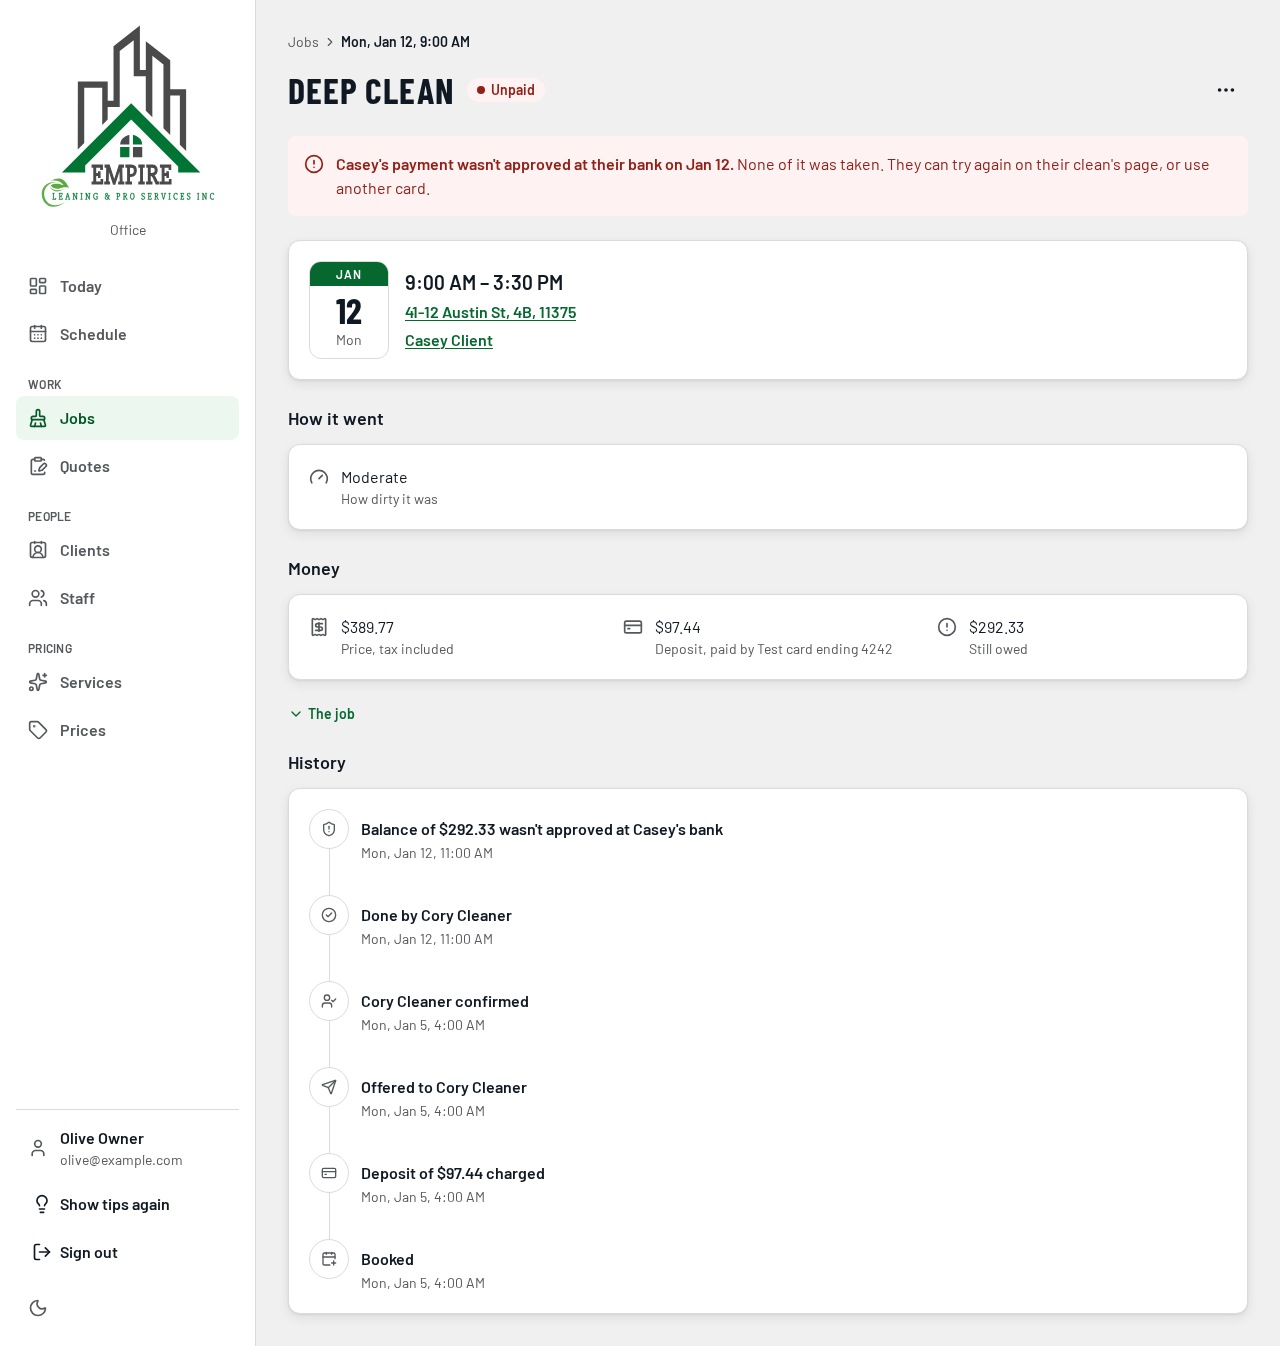 EMPIRE
LEANING & PRO SERVICES INC
Office
Today
Schedule
WORK
Jobs
Quotes
PEOPLE
Clients
Staff
PRICING
Services
Prices
Olive Owner
olive@example.com
Show tips again
Sign out
Jobs > Mon, Jan 12, 9:00 AM
DEEP CLEAN
Unpaid
Casey's payment wasn't approved at their bank on Jan 12. None of it was taken. They can try again on their clean's page, or use
another card.
JAN
12
Mon
9:00 AM – 3:30 PM
41-12 Austin St, 4B, 11375
Casey Client
How it went
Moderate
How dirty it was
Money
$389.77
Price, tax included
$97.44
Deposit, paid by Test card ending 4242
$292.33
Still owed
The job
History
Balance of $292.33 wasn't approved at Casey's bank
Mon, Jan 12, 11:00 AM
Done by Cory Cleaner
Mon, Jan 12, 11:00 AM
Cory Cleaner confirmed
Mon, Jan 5, 4:00 AM
Offered to Cory Cleaner
Mon, Jan 5, 4:00 AM
Deposit of $97.44 charged
Mon, Jan 5, 4:00 AM
Booked
Mon, Jan 5, 4:00 AM